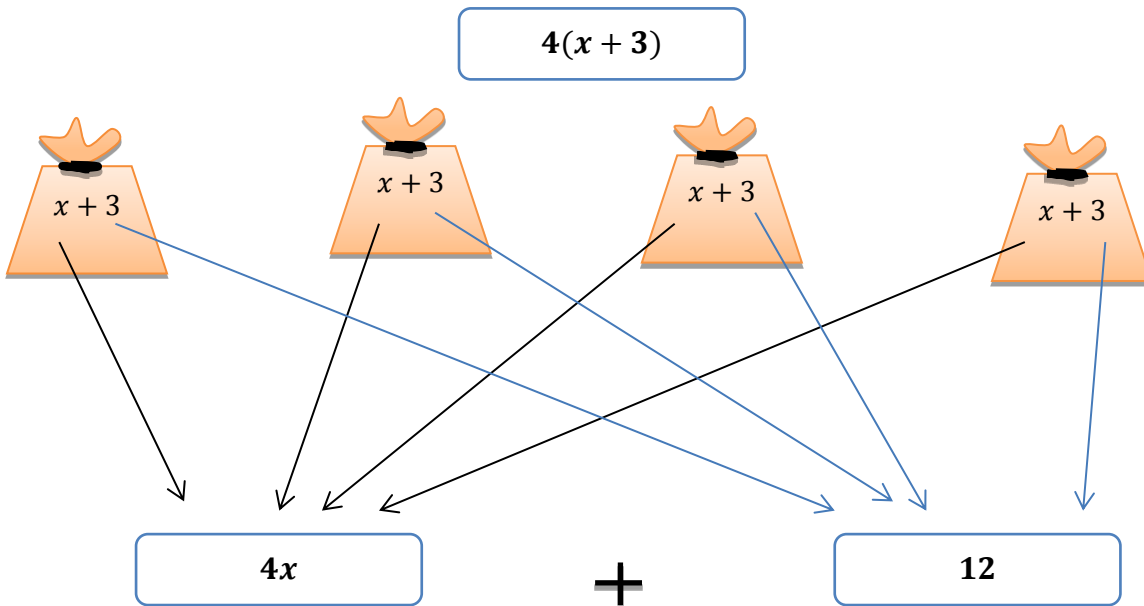 4(x + 3)
x + 3
x + 3
x + 3
x + 3
4x + 12